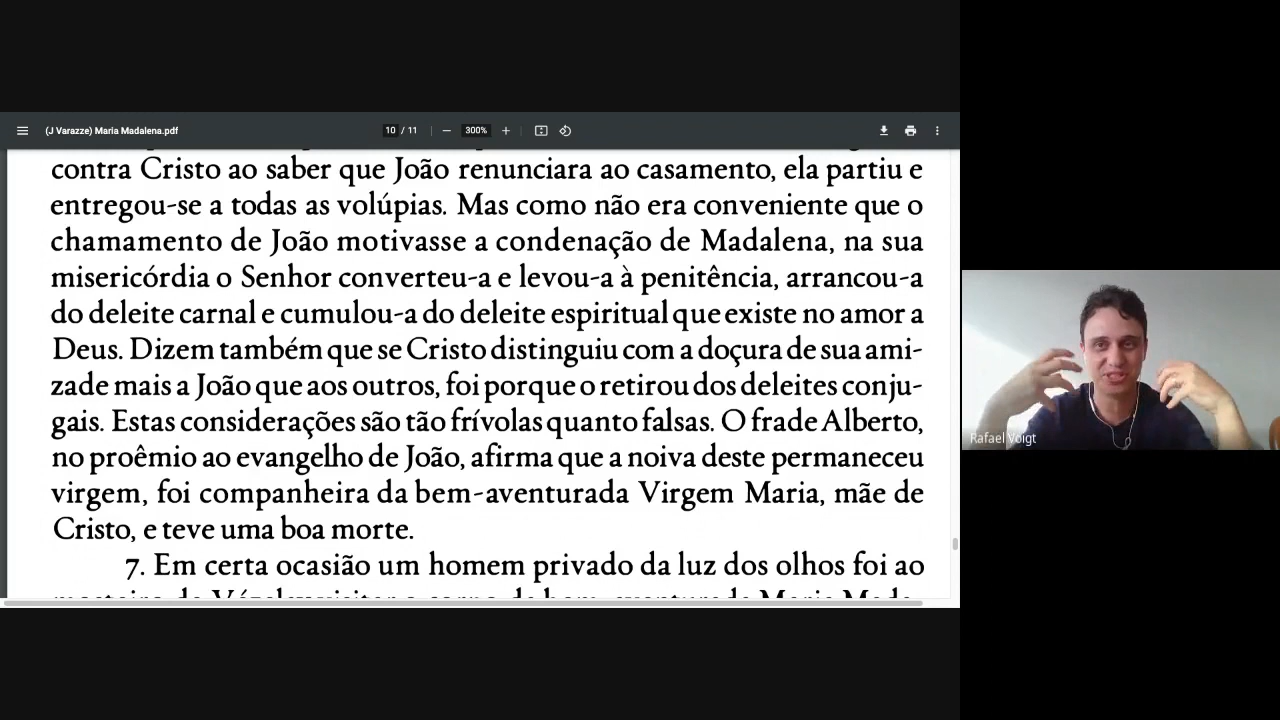 (J Varazze) Maria Madalena.pdf
10 / 11
300%
contra Cristo ao saber que João renunciara ao casamento, ela partiu e
entregou-se a todas as volúpias. Mas como não era conveniente que o
chamamento de João motivasse a condenação de Madalena, na sua
misericórdia o Senhor converteu-a e levou-a à penitência, arrancou-a
do deleite carnal e cumulou-a do deleite espiritual que existe no amor a
Deus. Dizem também que se Cristo distinguiu com a doçura de sua ami-
zade mais a João que aos outros, foi porque o retirou dos deleites conju-
gais. Estas considerações são tão frívolas quanto falsas. O frade Alberto,
no proêmio ao evangelho de João, afirma que a noiva deste permaneceu
virgem, foi companheira da bem-aventurada Virgem Maria, mãe de
Cristo, e teve uma boa morte.
7. Em certa ocasião um homem privado da luz dos olhos foi ao
Rafael Voigt